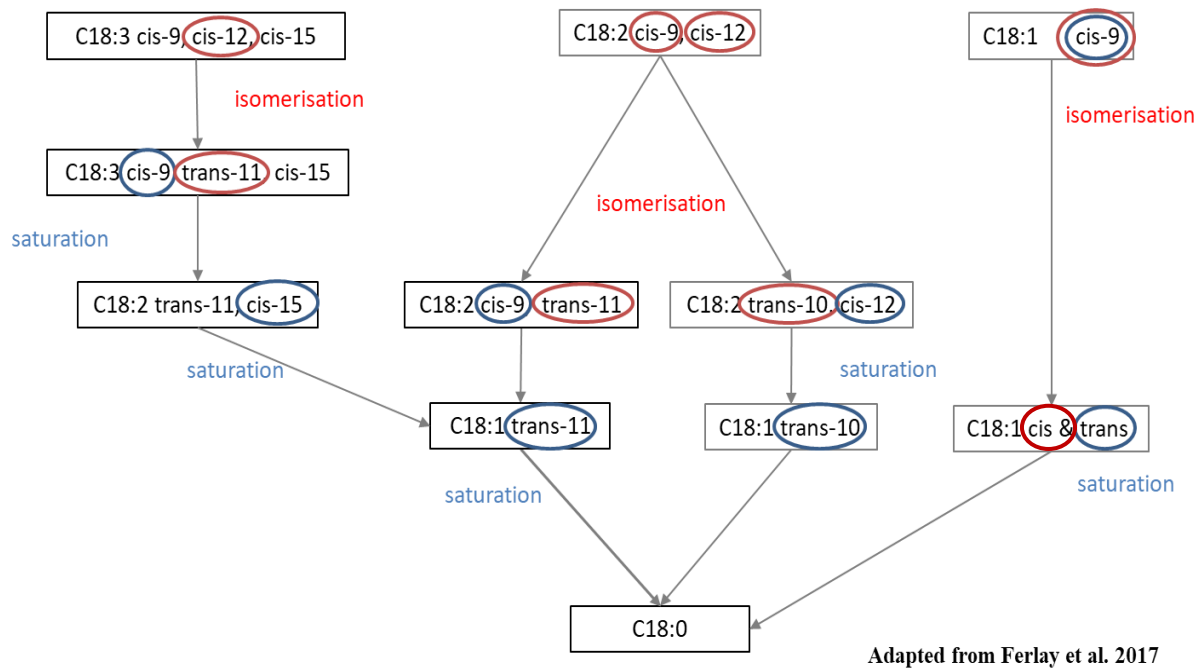 C18:3 cis-9, cis-12, cis-15
C18:2 cis-9, cis-12
C18:1 cis-9
isomerisation
isomerisation
C18:3 cis-9 trans-11 cis-15
isomerisation
saturation
C18:2 trans-11, cis-15
C18:2 cis-9 trans-11
C18:2 trans-10, cis-12
saturation
saturation
C18:1 trans-11
C18:1 trans-10
C18:1 cis & trans
saturation
saturation
C18:0
Adapted from Ferlay et al. 2017